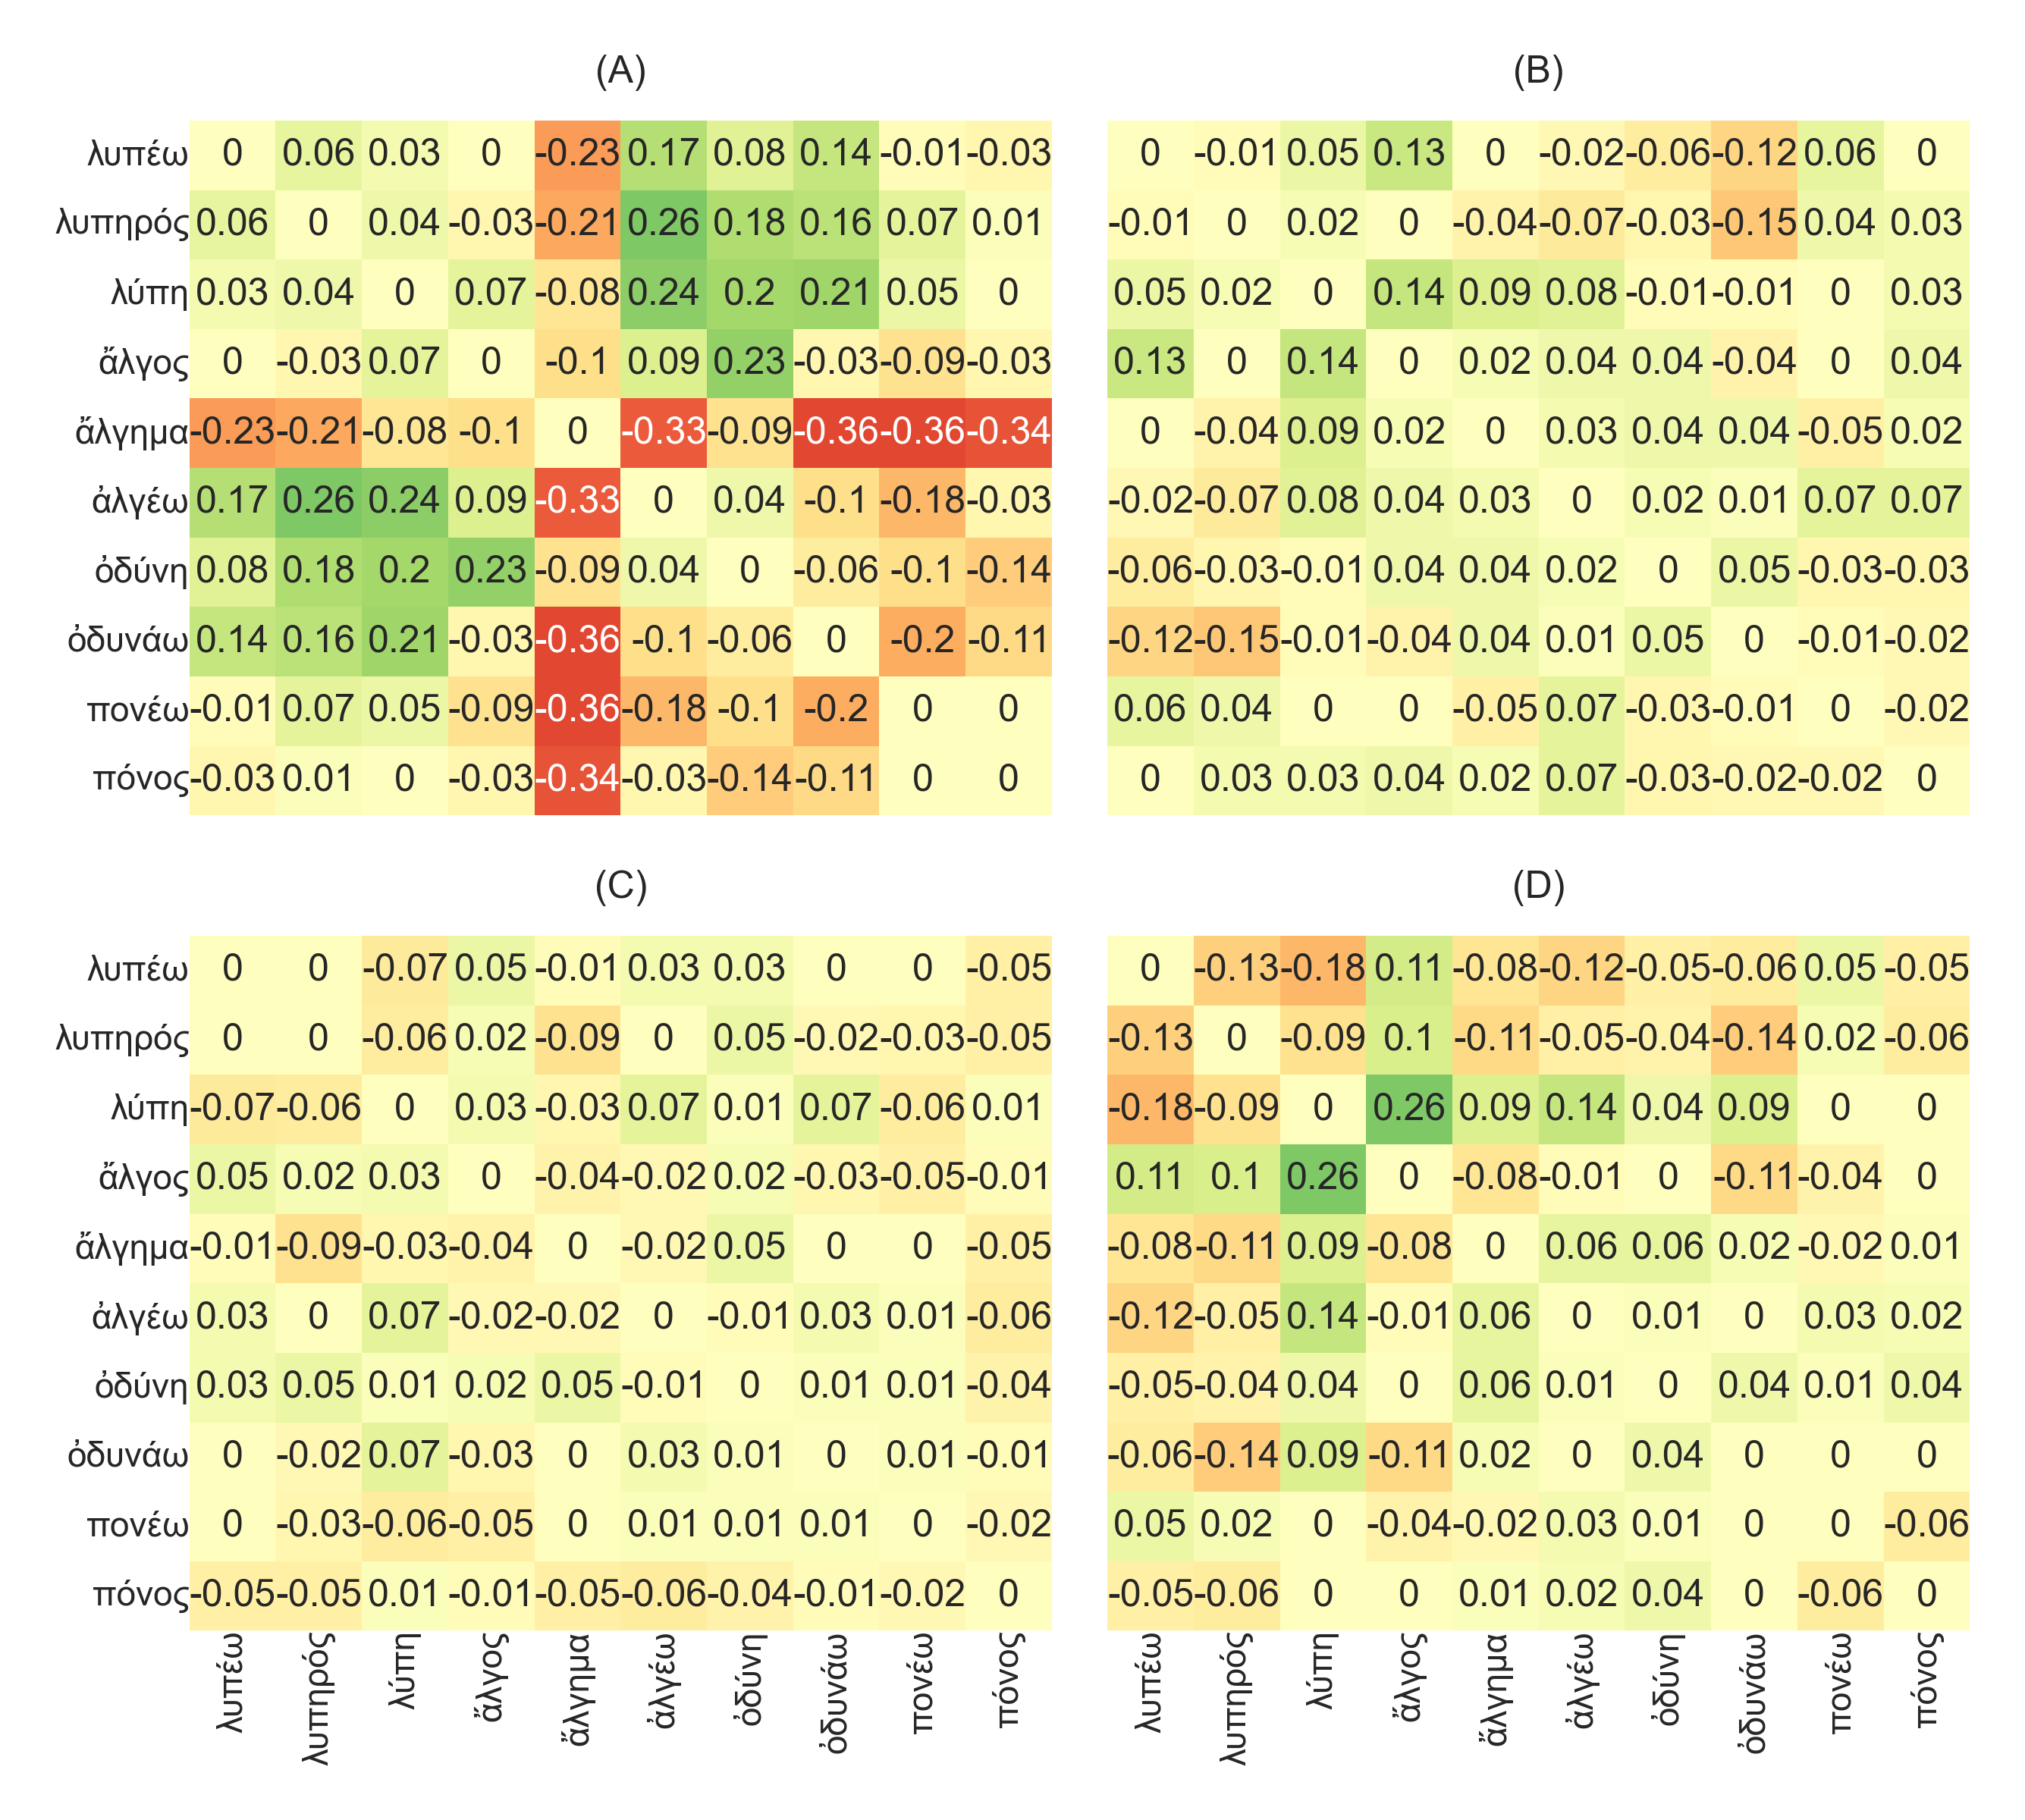 (A) (B)
λυπέω 0 0.06 0.03 0 -0.23 0.17 0.08 0.14 -0.01 -0.03 0 -0.01 0.05 0.13 0 -0.02 -0.06 -0.12 0.06 0
λυπηρός 0.06 0 0.04 -0.03 -0.21 0.26 0.18 0.16 0.07 0.01 -0.01 0 0.02 0 -0.04 -0.07 -0.03 -0.15 0.04 0.03
λύπη 0.03 0.04 0 0.07 -0.08 0.24 0.2 0.21 0.05 0 0.05 0.02 0 0.14 0.09 0.08 -0.01 -0.01 0 0.03
ἄλγος 0 -0.03 0.07 0 -0.1 0.09 0.23 -0.03 -0.09 -0.03 0.13 0 0.14 0 0.02 0.04 0.04 -0.04 0 0.04
ἄλγημα -0.23 -0.21 -0.08 -0.1 0 -0.33 -0.09 -0.36 -0.36 -0.34 0 -0.04 0.09 0.02 0 0.03 0.04 0.04 -0.05 0.02
ἀλγέω 0.17 0.26 0.24 0.09 -0.33 0 0.04 -0.1 -0.18 -0.03 -0.02 -0.07 0.08 0.04 0.03 0 0.02 0.01 0.07 0.07
ὀδύνη 0.08 0.18 0.2 0.23 -0.09 0.04 0 -0.06 -0.1 -0.14 -0.06 -0.03 -0.01 0.04 0.04 0.02 0 0.05 -0.03 -0.03
ὀδυνάω 0.14 0.16 0.21 -0.03 -0.36 -0.1 -0.06 0 -0.2 -0.11 -0.12 -0.15 -0.01 -0.04 0.04 0.01 0.05 0 -0.01 -0.02
πονέω -0.01 0.07 0.05 -0.09 -0.36 -0.18 -0.1 -0.2 0 0 0.06 0.04 0 0 -0.05 0.07 -0.03 -0.01 0 -0.02
πόνος -0.03 0.01 0 -0.03 -0.34 -0.03 -0.14 -0.11 0 0 0 0.03 0.03 0.04 0.02 0.07 -0.03 -0.02 -0.02 0
(C) (D)
λυπέω 0 0 -0.07 0.05 -0.01 0.03 0.03 0 0 -0.05 0 -0.13 -0.18 0.11 -0.08 -0.12 -0.05 -0.06 0.05 -0.05
λυπηρός 0 0 -0.06 0.02 -0.09 0 0.05 -0.02 -0.03 -0.05 -0.13 0 -0.09 0.1 -0.11 -0.05 -0.04 -0.14 0.02 -0.06
λύπη -0.07 -0.06 0 0.03 -0.03 0.07 0.01 0.07 -0.06 0.01 -0.18 -0.09 0 0.26 0.09 0.14 0.04 0.09 0 0
ἄλγος 0.05 0.02 0.03 0 -0.04 -0.02 0.02 -0.03 -0.05 -0.01 0.11 0.1 0.26 0 -0.08 -0.01 0 -0.11 -0.04 0
ἄλγημα -0.01 -0.09 -0.03 -0.04 0 -0.02 0.05 0 0 -0.05 -0.08 -0.11 0.09 -0.08 0 0.06 0.06 0.02 -0.02 0.01
ἀλγέω 0.03 0 0.07 -0.02 -0.02 0 -0.01 0.03 0.01 -0.06 -0.12 -0.05 0.14 -0.01 0.06 0 0.01 0 0.03 0.02
ὀδύνη 0.03 0.05 0.01 0.02 0.05 -0.01 0 0.01 0.01 -0.04 -0.05 -0.04 0.04 0 0.06 0.01 0 0.04 0.01 0.04
ὀδυνάω 0 -0.02 0.07 -0.03 0 0.03 0.01 0 0.01 -0.01 -0.06 -0.14 0.09 -0.11 0.02 0 0.04 0 0 0
πονέω 0 -0.03 -0.06 -0.05 0 0.01 0.01 0.01 0 -0.02 0.05 0.02 0 -0.04 -0.02 0.03 0.01 0 0 -0.06
πόνος -0.05 -0.05 0.01 -0.01 -0.05 -0.06 -0.04 -0.01 -0.02 0 -0.05 -0.06 0 0 0.01 0.02 0.04 0 -0.06 0
λυπέω λυπηρός λύπη ἄλγος ἄλγημα ἀλγέω ὀδύνη ὀδυνάω πονέω πόνος λυπέω λυπηρός λύπη ἄλγος ἄλγημα ἀλγέω ὀδύνη ὀδυνάω πονέω πόνος